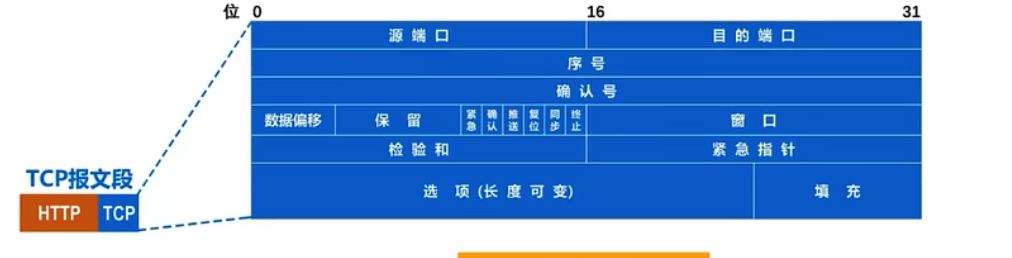 位 0 16 31
源端口 目的端口
序号
确认号
数据偏移 保留 紧急 确认 推送 复位 同步 终止 窗口
检验和 紧急指针
TCP报文段
选项(长度可变) 填充
HTTP TCP